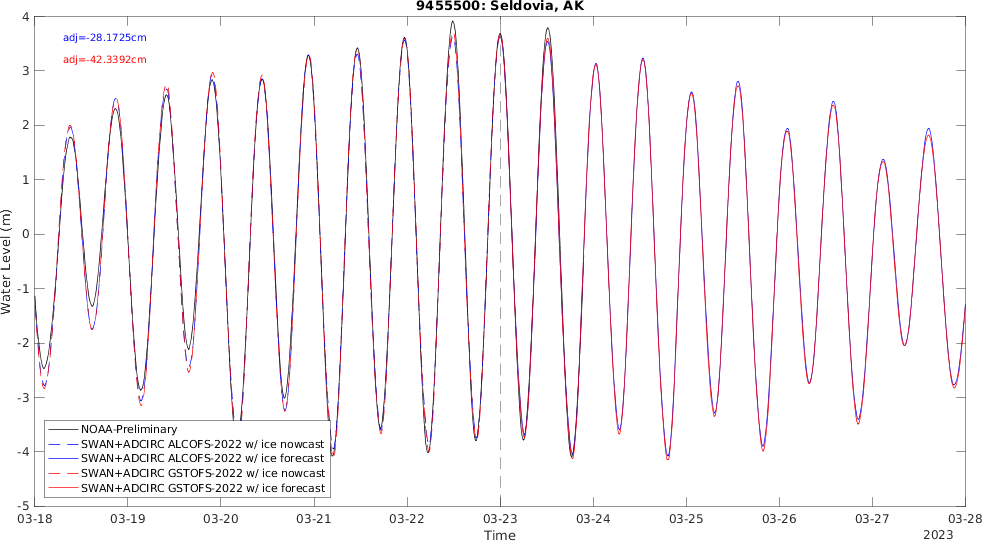 9455500: Seldovia, AK
adj=-28.1725cm
adj=-42.3392cm
4
3
2
1
0
-1
-2
-3
-4
-5
Water Level (m)
NOAA-Preliminary
SWAN+ADCIRC ALCOFS-2022 w/ ice nowcast
SWAN+ADCIRC ALCOFS-2022 w/ ice forecast
SWAN+ADCIRC GSTOFS-2022 w/ ice nowcast
SWAN+ADCIRC GSTOFS-2022 w/ ice forecast
03-18 03-19 03-20 03-21 03-22 03-23 03-24 03-25 03-26 03-27 03-28
Time
2023